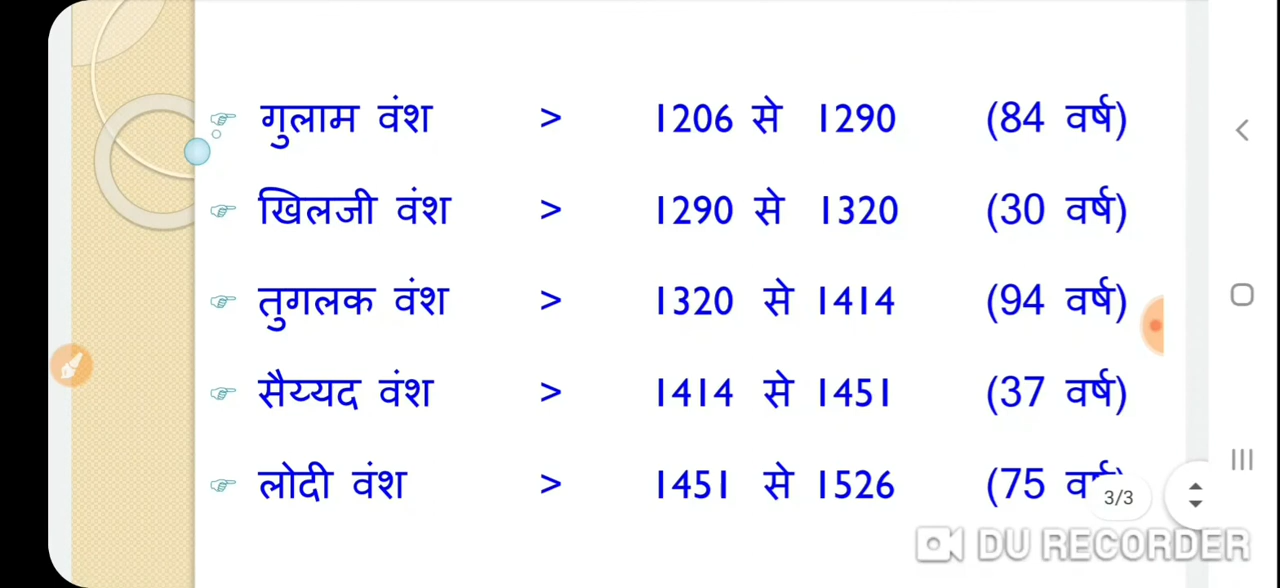 ☞ गुलाम वंश > 1206 से 1290 (84 वर्ष)
☞ खिलजी वंश > 1290 से 1320 (30 वर्ष)
☞ तुगलक वंश > 1320 से 1414 (94 वर्ष)
☞ सैय्यद वंश > 1414 से 1451 (37 वर्ष)
☞ लोदी वंश > 1451 से 1526 (75 वर्ष)
3/3
DU RECORDER